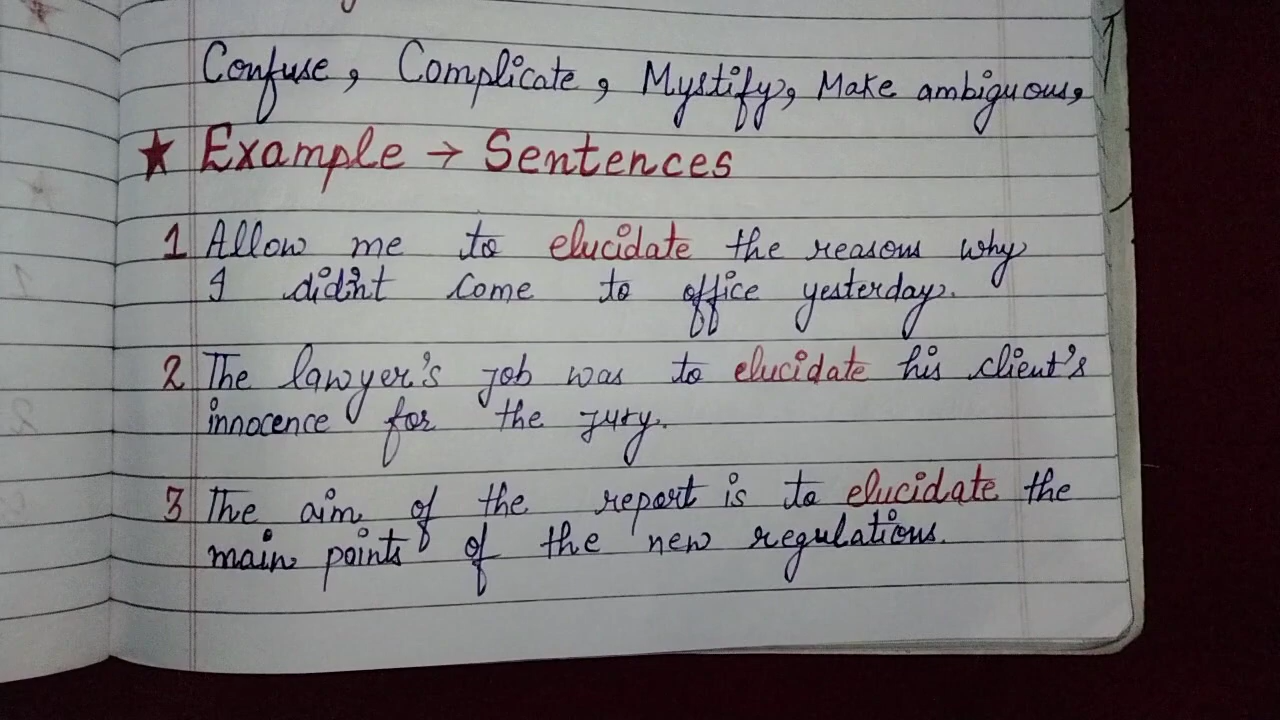 Confuse, Complicate, Mystify, Make ambiguous,
★ Example → Sentences
1 Allow me to elucidate the reasons why
I didn't come to office yesterday.
2 The lawyer's job was to elucidate his client's
innocence for the jury.
3 The aim of the report is to elucidate the
main points of the new regulations.